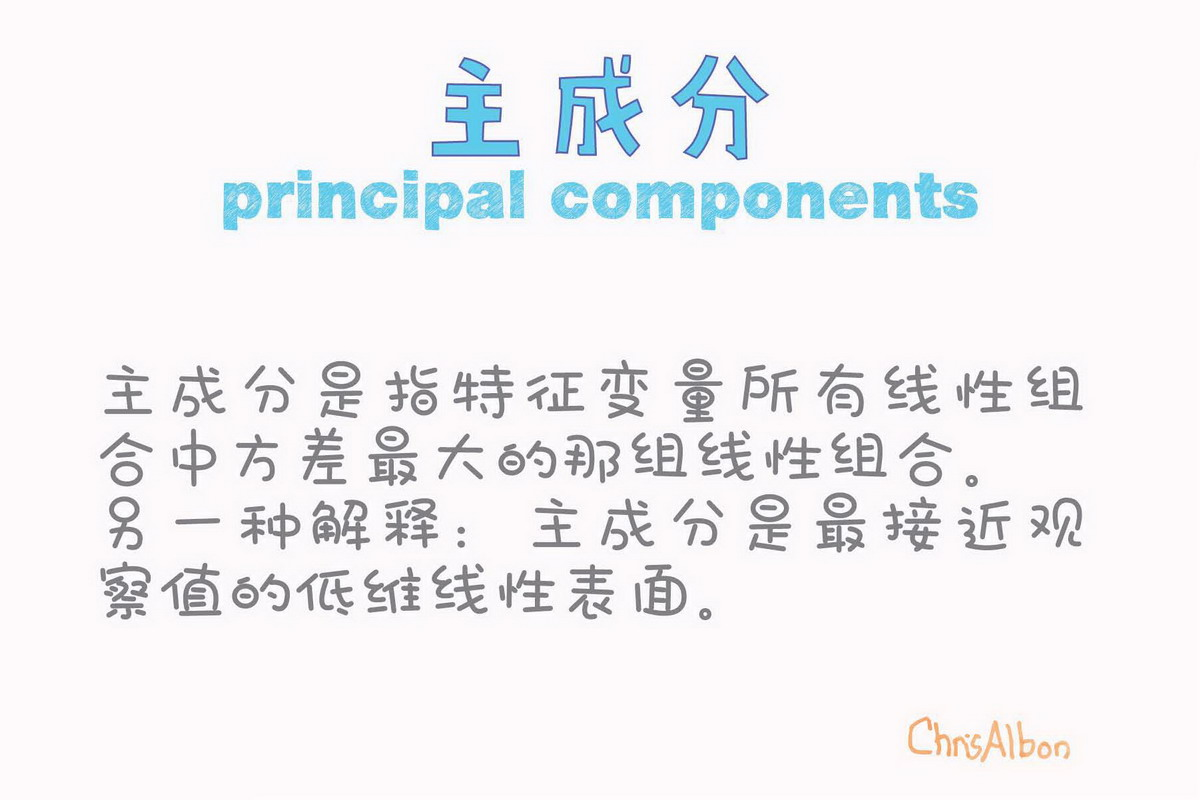 主成分
principal components
主成分是指特征变量所有线性组
合中方差最大的那组线性组合。
另一种解释： 主成分是最接近观
察值的低维线性表面。
ChrisAlbon